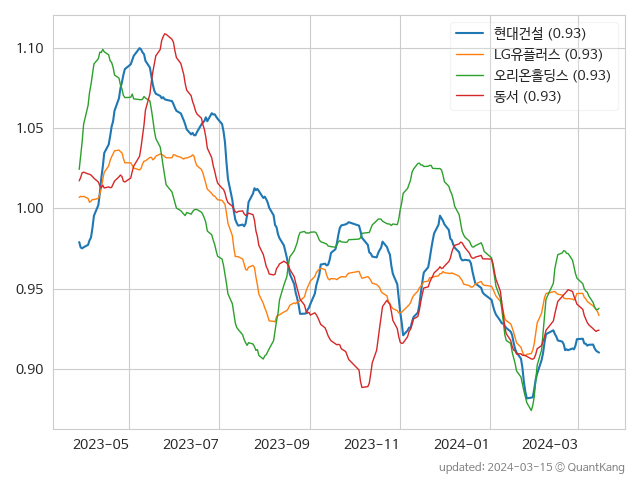 현대건설 (0.93)
LG유플러스 (0.93)
오리온홀딩스 (0.93)
동서 (0.93)
1.10
1.05
1.00
0.95
0.90
2023-05 2023-07 2023-09 2023-11 2024-01 2024-03
updated: 2024-03-15 © QuantKang